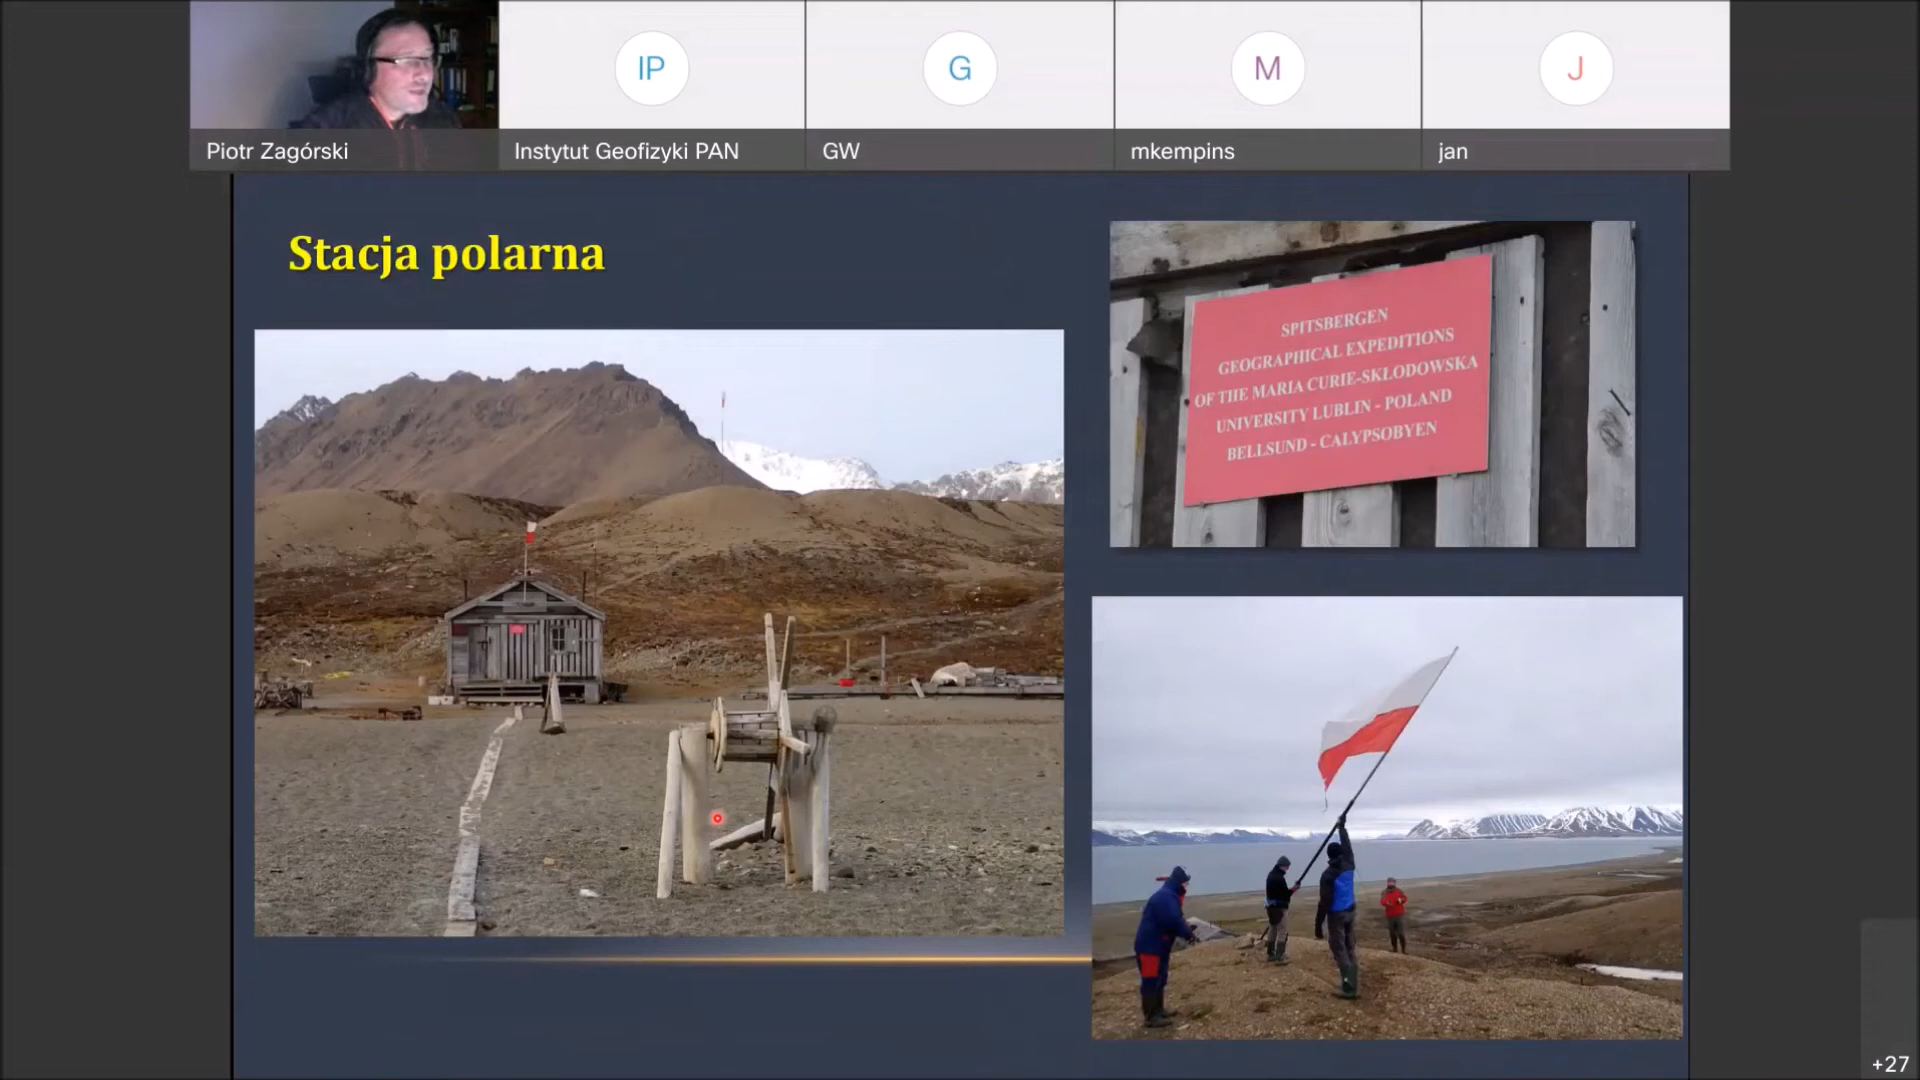 IP
G
M
J
Piotr Zagórski
Instytut Geofizyki PAN
GW
mkempins
jan
Stacja polarna
SPITSBERGEN
GEOGRAPHICAL EXPEDITIONS
OF THE MARIA CURIE-SKLODOWSKA
UNIVERSITY LUBLIN - POLAND
BELLSUND - CALYPSOBYEN
+27